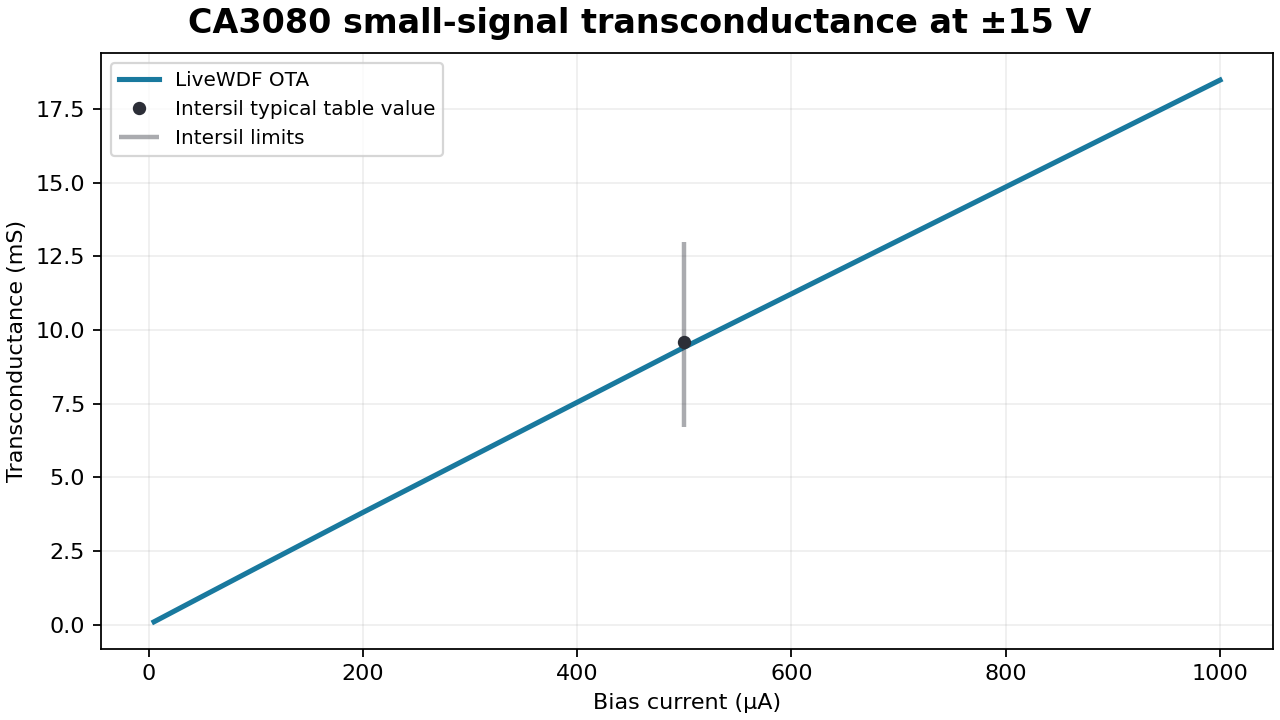 CA3080 small-signal transconductance at ±15 V
LiveWDF OTA
Intersil typical table value
Intersil limits
Transconductance (mS)
17.5
15.0
12.5
10.0
7.5
5.0
2.5
0.0
0
200
400
600
800
1000
Bias current (µA)